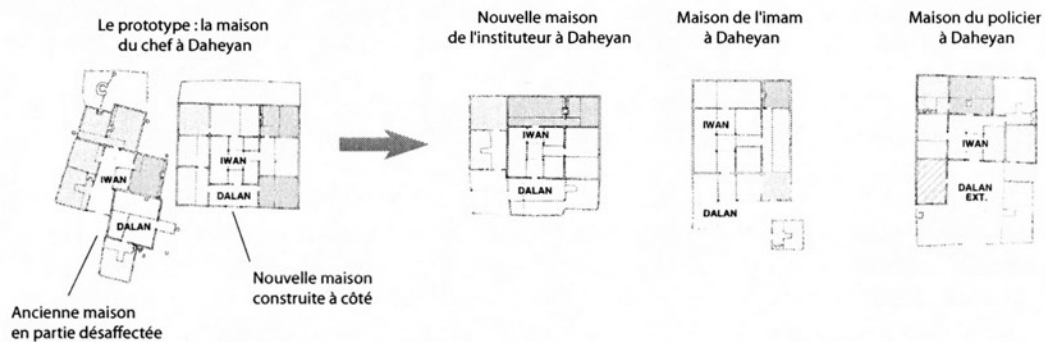 Le prototype : la maison
du chef à Daheyan
Nouvelle maison
de l'instituteur à Daheyan
Maison de l'imam
à Daheyan
Maison du policier
à Daheyan
IWAN
DALAN
IWAN
DALAN
IWAN
DALAN
IWAN
DALAN
IWAN
DALAN
EXT.
Nouvelle maison
construite à côté
Ancienne maison
en partie désaffectée